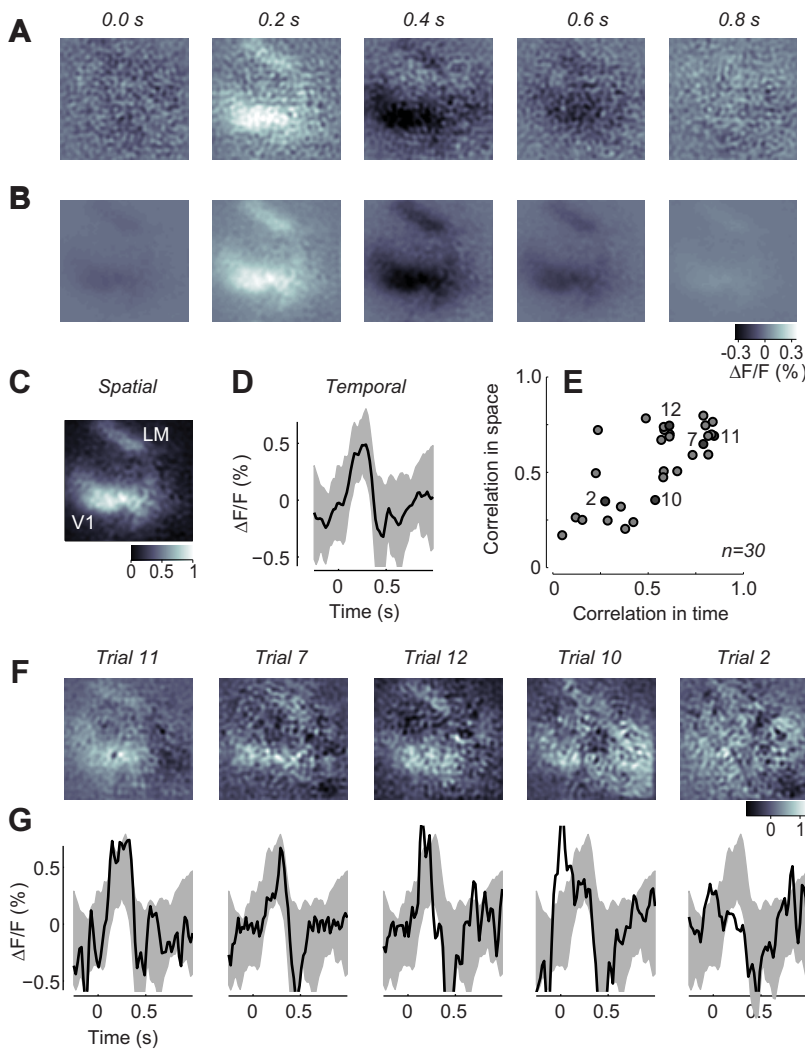 A
0.0 s 0.2 s 0.4 s 0.6 s 0.8 s
B
-0.3 0 0.3
ΔF/F (%)
C Spatial
LM
V1
0 0.5 1
D Temporal
0.5
0
−0.5
ΔF/F (%)
0 0.5
Time (s)
E
1.0
0.5
0
Correlation in space
12
7 11
2 10
n=30
0 0.5 1.0
Correlation in time
F
Trial 11 Trial 7 Trial 12 Trial 10 Trial 2
0 1
G
0.5
0
−0.5
ΔF/F (%)
0 0.5 0 0.5 0 0.5 0 0.5 0 0.5
Time (s)